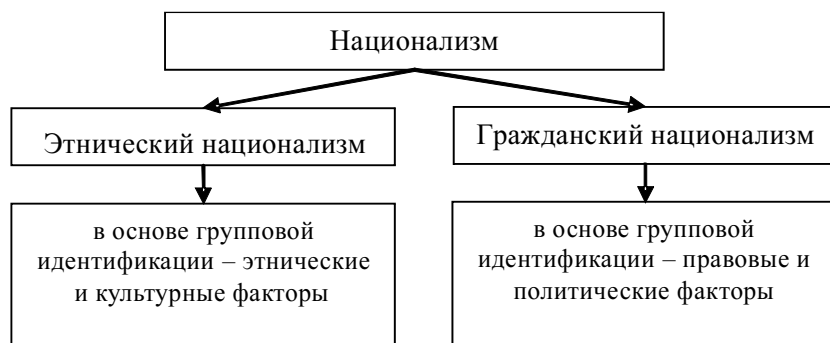 Национализм
Этнический национализм
Гражданский национализм
в основе групповой
идентификации – этнические
и культурные факторы
в основе групповой
идентификации – правовые и
политические факторы